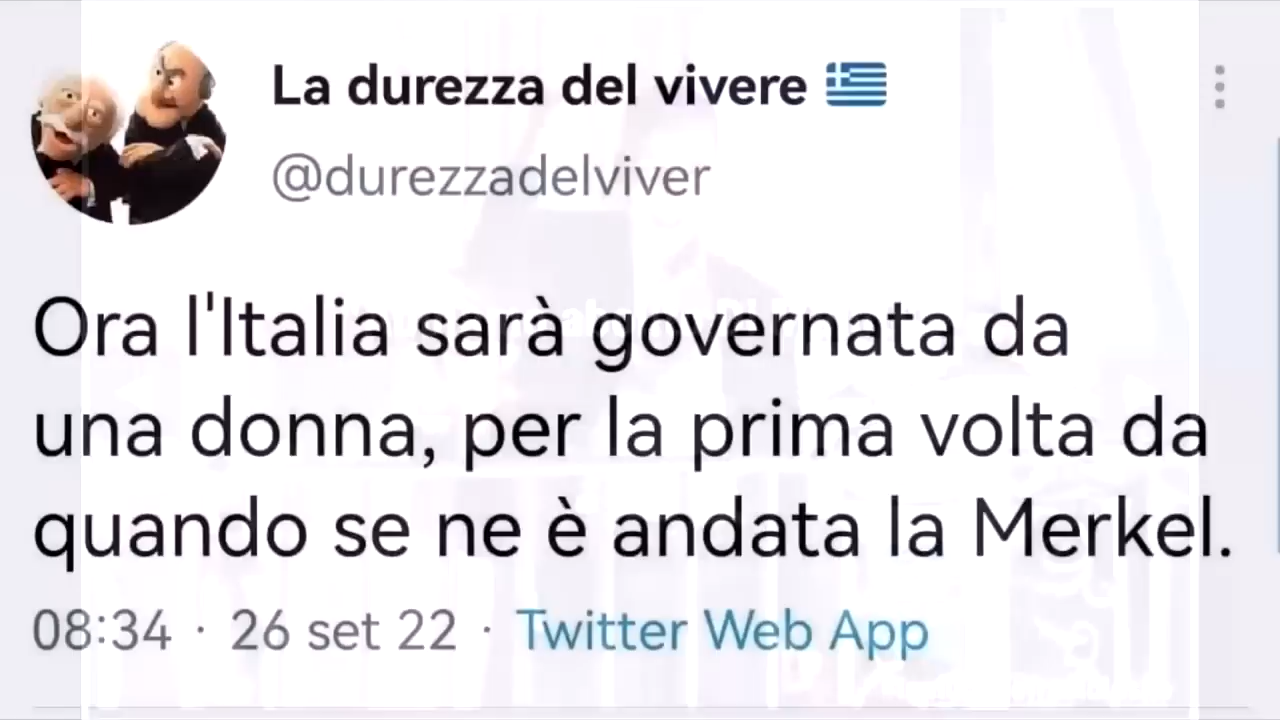 La durezza del vivere 🇬🇷
@durezzadelviver
Ora l'Italia sarà governata da
una donna, per la prima volta da
quando se ne è andata la Merkel.
08:34 · 26 set 22 · Twitter Web App